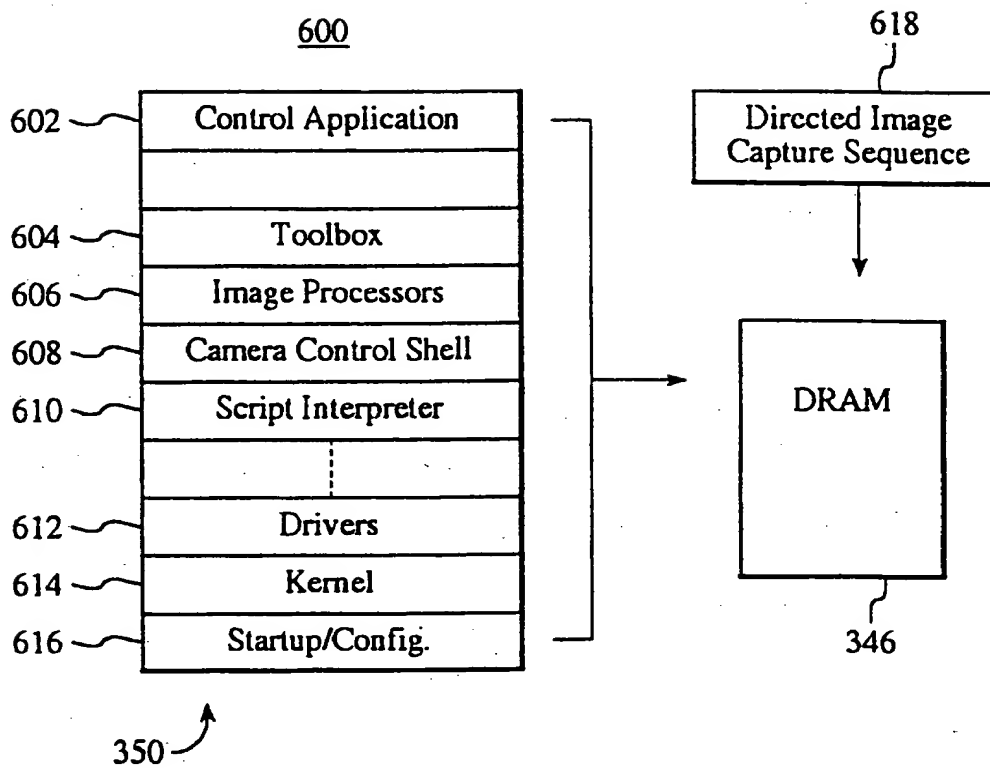 600
618
602 Control Application
Directed Image
Capture Sequence
604 Toolbox
606 Image Processors
608 Camera Control Shell
610 Script Interpreter
DRAM
612 Drivers
614 Kernel
616 Startup/Config.
346
350